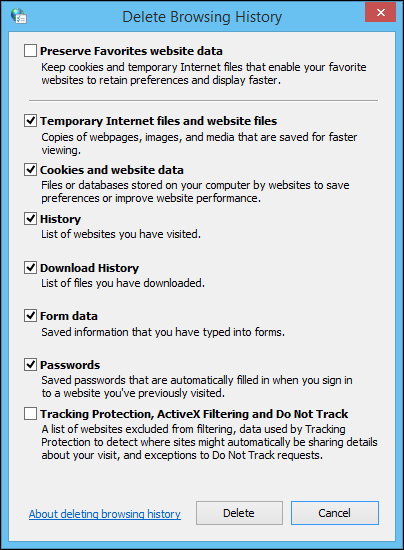 Delete Browsing History
Preserve Favorites website data
Keep cookies and temporary Internet files that enable your favorite
websites to retain preferences and display faster.
Temporary Internet files and website files
Copies of webpages, images, and media that are saved for faster
viewing.
Cookies and website data
Files or databases stored on your computer by websites to save
preferences or improve website performance.
History
List of websites you have visited.
Download History
List of files you have downloaded.
Form data
Saved information that you have typed into forms.
Passwords
Saved passwords that are automatically filled in when you sign in
to a website you've previously visited.
Tracking Protection, ActiveX Filtering and Do Not Track
A list of websites excluded from filtering, data used by Tracking
Protection to detect where sites might automatically be sharing details
about your visit, and exceptions to Do Not Track requests.
About deleting browsing history
Delete
Cancel